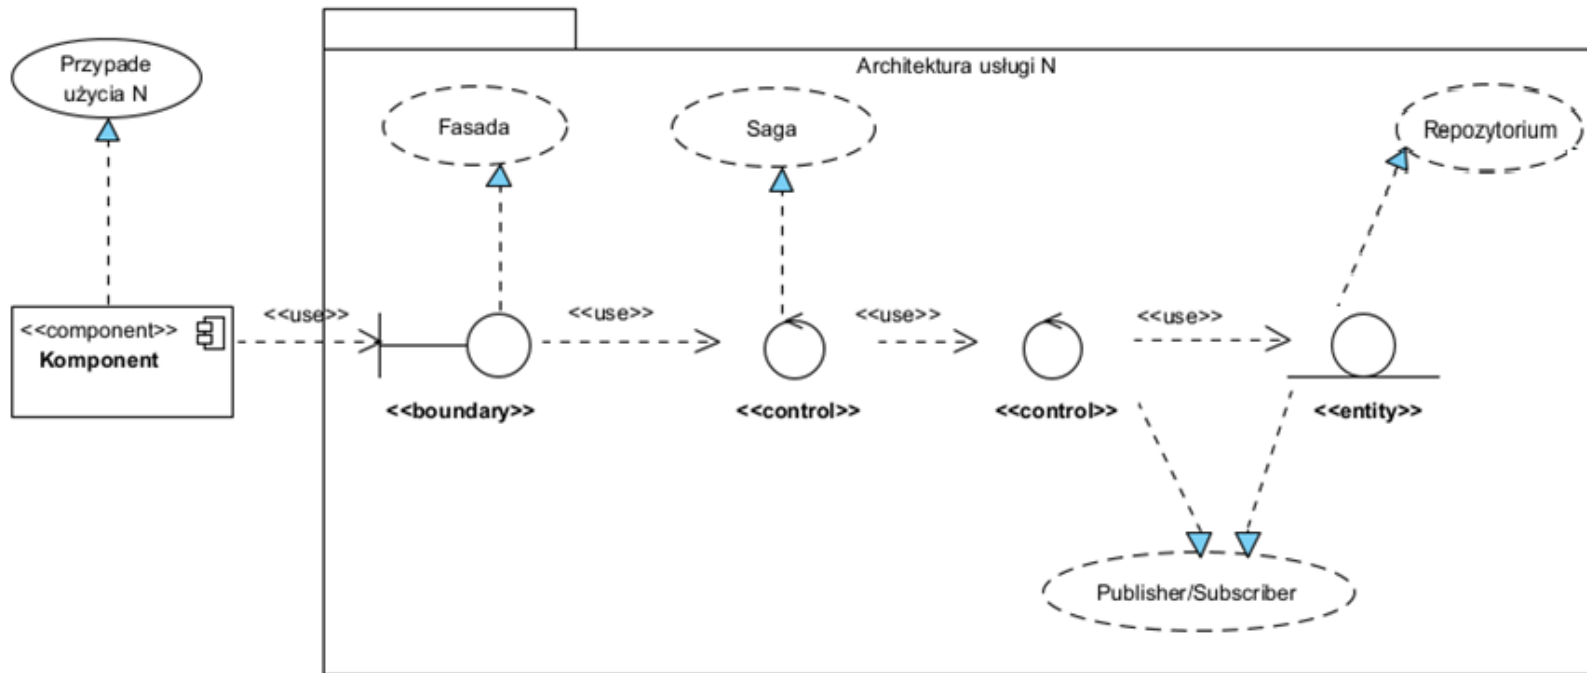 Przypade
użycia N
Architektura usługi N
Fasada
Saga
Repozytorium
<<component>>
Komponent
<<use>>
<<use>>
<<use>>
<<use>>
<<boundary>>
<<control>>
<<control>>
<<entity>>
Publisher/Subscriber